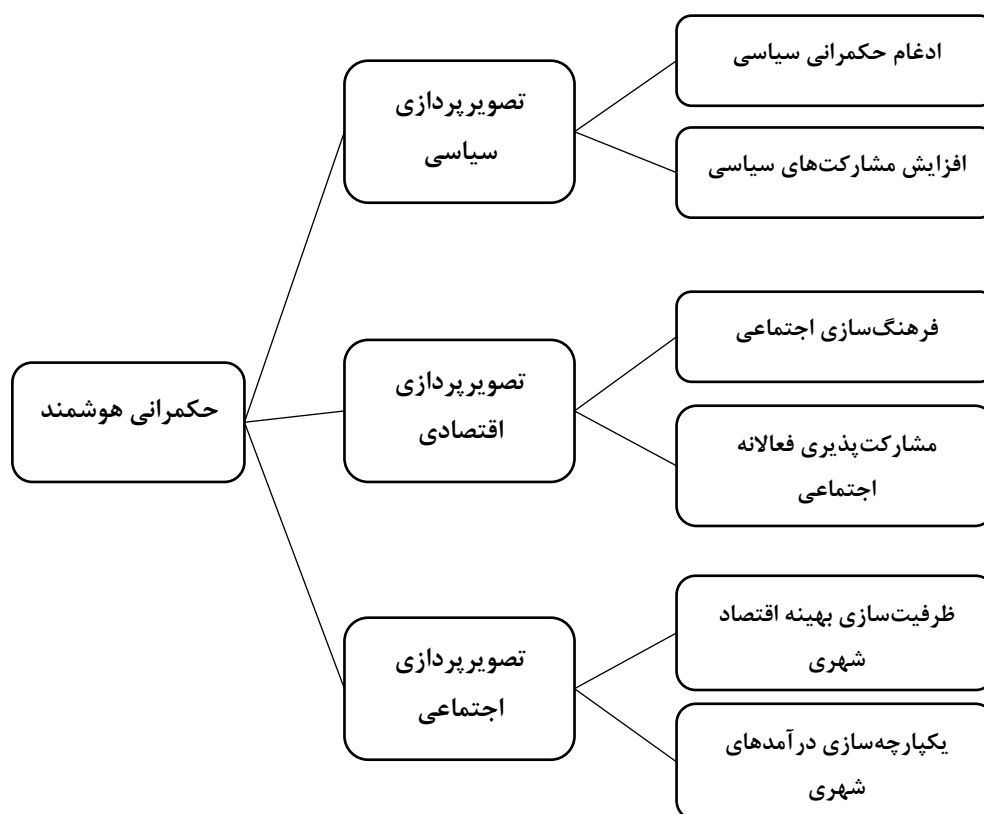 ادغام حکمرانی سیاسی
تصویرپردازی
سیاسی
افزایش مشارکت‌های سیاسی
فرهنگ‌سازی اجتماعی
تصویرپردازی
اقتصادی
حکمرانی هوشمند
مشارکت‌پذیری فعالانه
اجتماعی
ظرفیت‌سازی بهینه اقتصاد
شهری
تصویرپردازی
اجتماعی
یکپارچه‌سازی درآمدهای
شهری